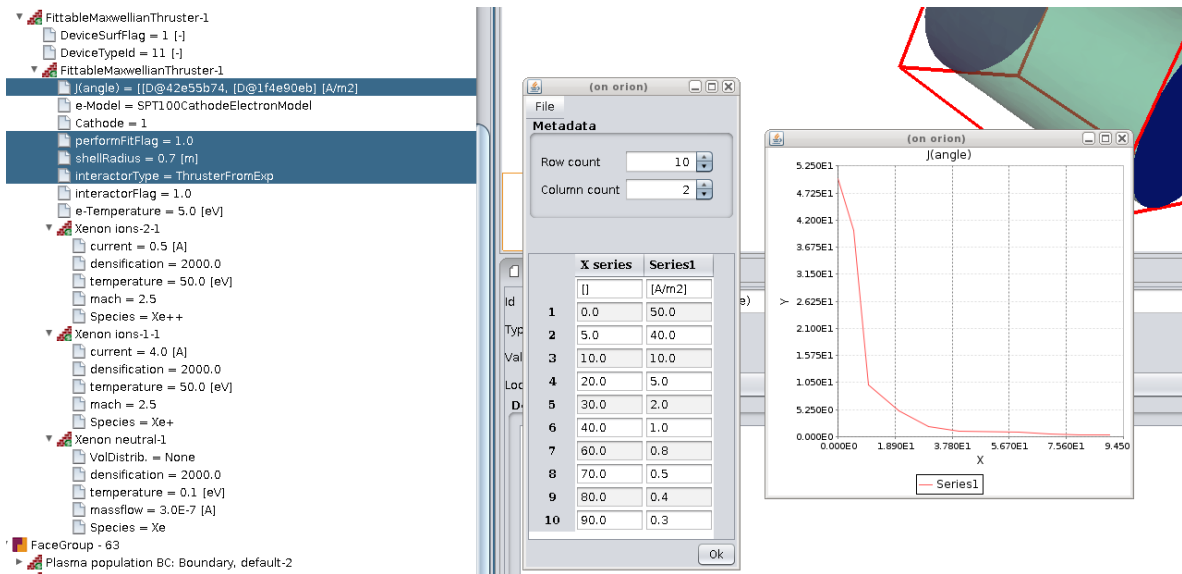 FittableMaxwellianThruster-1
DeviceSurfFlag = 1 [-]
DeviceTypeId = 11 [-]
FittableMaxwellianThruster-1
J(angle) = [[D@42e55b74, [D@1f4e90eb] [A/m2]
e-Model = SPT100CathodeElectronModel
Cathode = 1
performFitFlag = 1.0
shellRadius = 0.7 [m]
interactorType = ThrusterFromExp
interactorFlag = 1.0
e-Temperature = 5.0 [eV]
Xenon ions-2-1
current = 0.5 [A]
densification = 2000.0
temperature = 50.0 [eV]
mach = 2.5
Species = Xe++
Xenon ions-1-1
current = 4.0 [A]
densification = 2000.0
temperature = 50.0 [eV]
mach = 2.5
Species = Xe+
Xenon neutral-1
VolDistrib. = None
densification = 2000.0
temperature = 0.1 [eV]
massflow = 3.0E-7 [A]
Species = Xe
FaceGroup - 63
Plasma population BC: Boundary, default-2
Id
Typ
Val
Loc
D
(on orion)
File
Metadata
Row count 10
Column count 2
X series Series1
[] [A/m2]
1 0.0 50.0
2 5.0 40.0
3 10.0 10.0
4 20.0 5.0
5 30.0 2.0
6 40.0 1.0
7 60.0 0.8
8 70.0 0.5
9 80.0 0.4
10 90.0 0.3
Ok
e)
(on orion)
J(angle)
5.250E1
4.725E1
4.200E1
3.675E1
3.150E1
Y 2.625E1
2.100E1
1.575E1
1.050E1
5.250E0
0.000E0
0.000E0 1.890E1 3.780E1 5.670E1 7.560E1 9.450
X
Series1